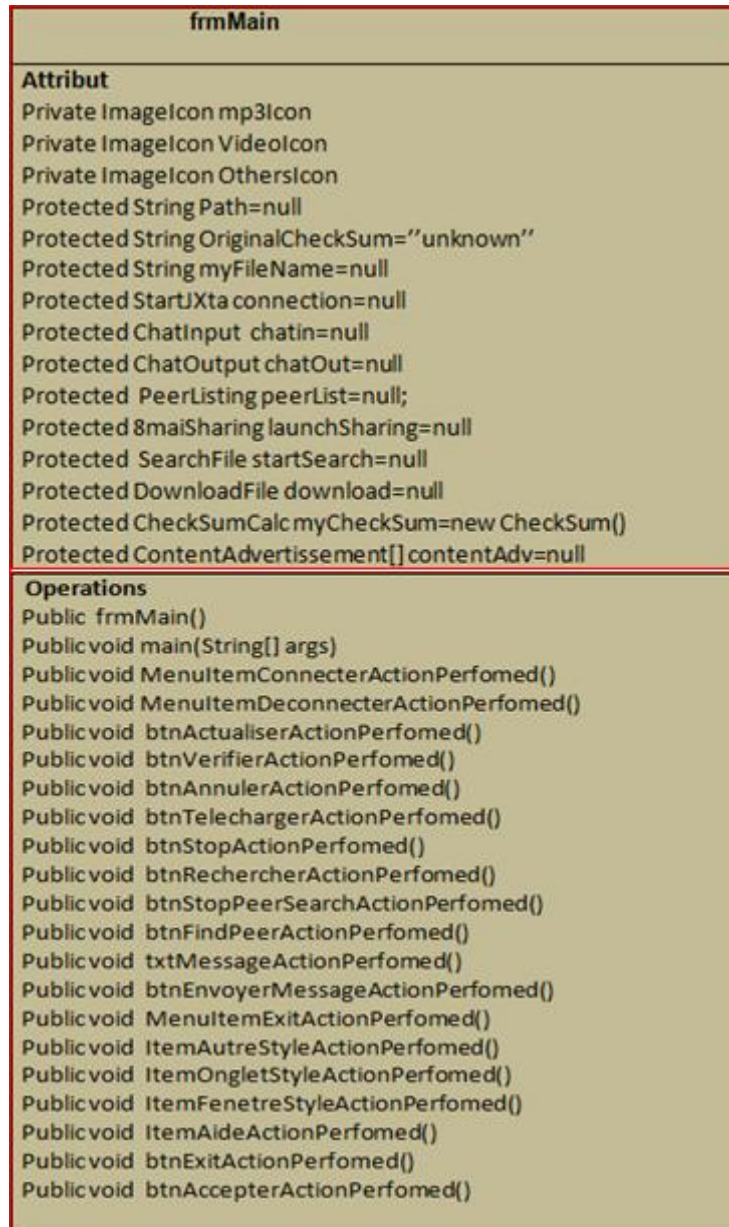 frmMain
Attribut
Private ImageIcon mp3Icon
Private ImageIcon VideoIcon
Private ImageIcon OthersIcon
Protected String Path=null
Protected String OriginalCheckSum=''unknown''
Protected String myFileName=null
Protected StartJXta connection=null
Protected ChatInput chatin=null
Protected ChatOutput chatOut=null
Protected PeerListing peerList=null;
Protected 8maiSharing launchSharing=null
Protected SearchFile startSearch=null
Protected DownloadFile download=null
Protected CheckSumCalc myCheckSum=new CheckSum()
Protected ContentAdvertissement[] contentAdv=null
Operations
Public frmMain()
Public void main(String[] args)
Public void MenuItemConnecterActionPerfomed()
Public void MenuItemDeconnecterActionPerfomed()
Public void btnActualiserActionPerfomed()
Public void btnVerifierActionPerfomed()
Public void btnAnnulerActionPerfomed()
Public void btnTelechargerActionPerfomed()
Public void btnStopActionPerfomed()
Public void btnRechercherActionPerfomed()
Public void btnStopPeerSearchActionPerfomed()
Public void btnFindPeerActionPerfomed()
Public void txtMessageActionPerfomed()
Public void btnEnvoyerMessageActionPerfomed()
Public void MenuItemExitActionPerfomed()
Public void ItemAutreStyleActionPerfomed()
Public void ItemOngletStyleActionPerfomed()
Public void ItemFenetreStyleActionPerfomed()
Public void ItemAideActionPerfomed()
Public void btnExitActionPerfomed()
Public void btnAccepterActionPerfomed()